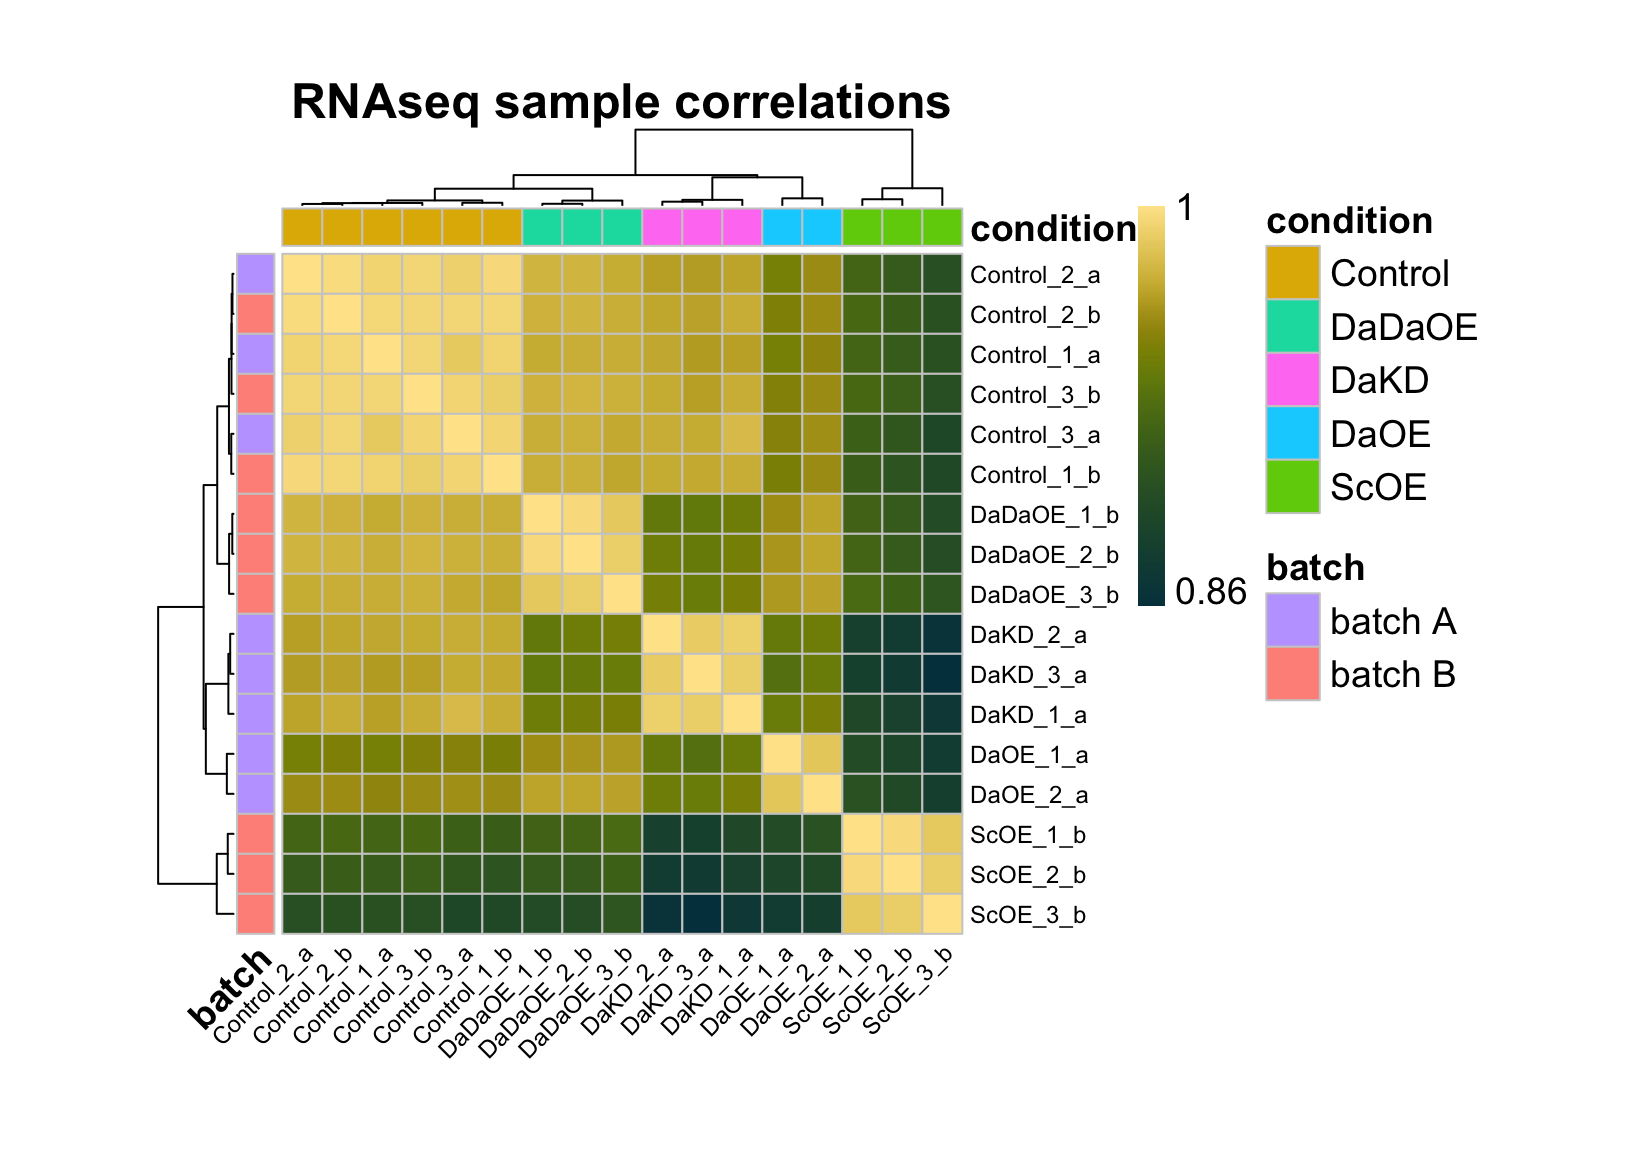 RNAseq sample correlations
condition
Control_2_a
Control_2_b
Control_1_a
Control_3_b
Control_3_a
Control_1_b
DaDaOE_1_b
DaDaOE_2_b
DaDaOE_3_b
DaKD_2_a
DaKD_3_a
DaKD_1_a
DaOE_1_a
DaOE_2_a
ScOE_1_b
ScOE_2_b
ScOE_3_b
1
0.86
condition
Control
DaDaOE
DaKD
DaOE
ScOE
batch
batch A
batch B
batch
Control_2_a
Control_2_b
Control_1_a
Control_3_b
Control_3_a
Control_1_b
DaDaOE_1_b
DaDaOE_2_b
DaDaOE_3_b
DaKD_2_a
DaKD_3_a
DaKD_1_a
DaOE_1_a
DaOE_2_a
ScOE_1_b
ScOE_2_b
ScOE_3_b